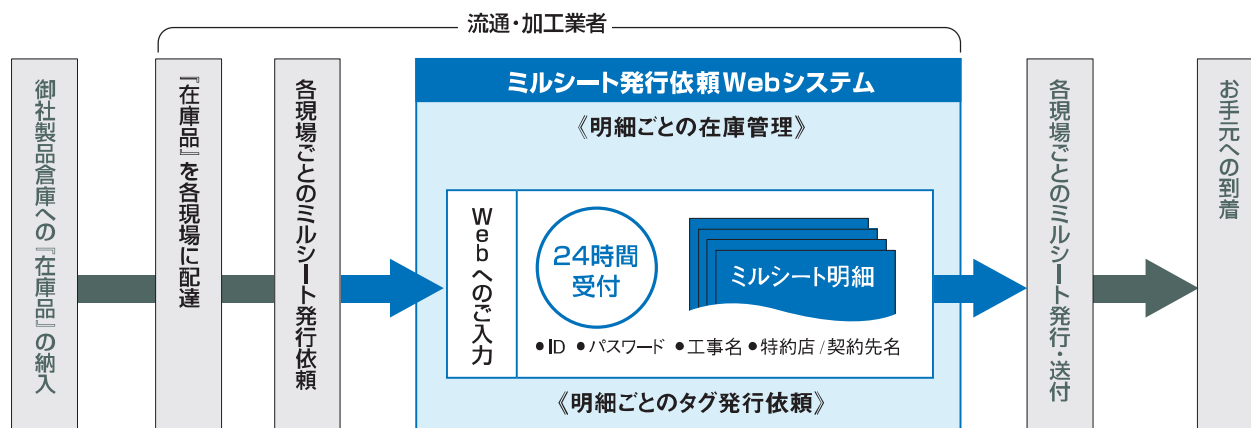 流通・加工業者
御社製品倉庫への『在庫品』の納入
『在庫品』を各現場に配達
各現場ごとのミルシート発行依頼
ミルシート発行依頼Webシステム
《明細ごとの在庫管理》
Webへのご入力
24時間
受付
ミルシート明細
●ID ●パスワード ●工事名 ●特約店/契約先名
《明細ごとのタグ発行依頼》
各現場ごとのミルシート発行・送付
お手元への到着